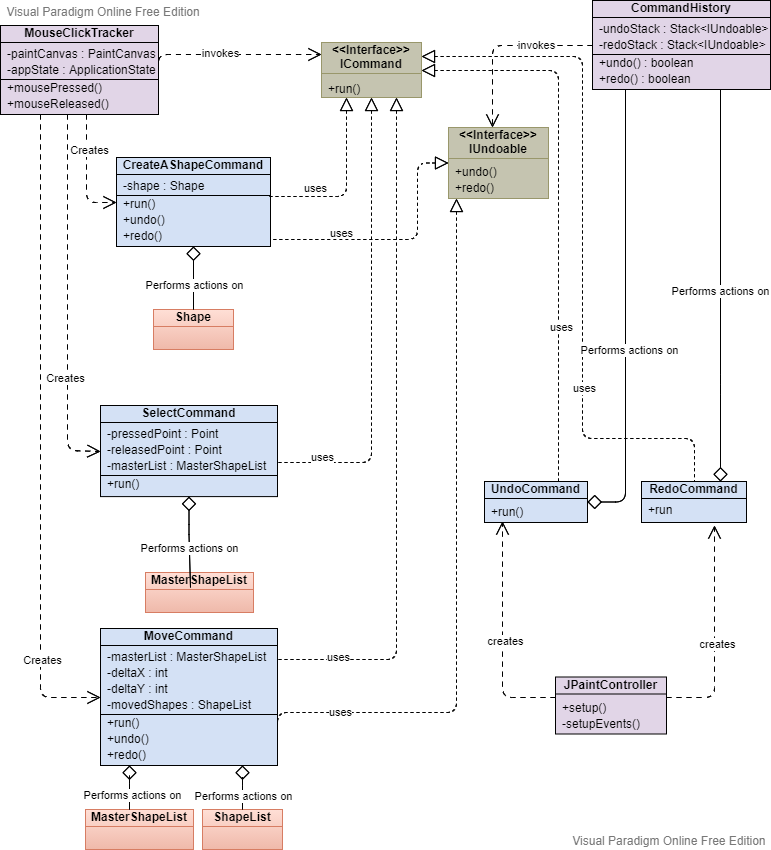 Visual Paradigm Online Free Edition
CommandHistory
-undoStack : Stack<IUndoable>
-redoStack : Stack<IUndoable>
+undo() : boolean
+redo() : boolean
MouseClickTracker
-paintCanvas : PaintCanvas
-appState : ApplicationState
+mousePressed()
+mouseReleased()
invokes
<<Interface>>
ICommand
+run()
invokes
<<Interface>>
IUndoable
+undo()
+redo()
Creates
CreateAShapeCommand
-shape : Shape
+run()
+undo()
+redo()
uses
uses
Performs actions on
Shape
Performs actions on
uses
Performs actions on
uses
Creates
SelectCommand
-pressedPoint : Point
-releasedPoint : Point
-masterList : MasterShapeList
+run()
uses
UndoCommand
+run()
RedoCommand
+run
Performs actions on
MasterShapeList
Creates
MoveCommand
-masterList : MasterShapeList
-deltaX : int
-deltaY : int
-movedShapes : ShapeList
+run()
+undo()
+redo()
uses
uses
creates
creates
JPaintController
+setup()
-setupEvents()
Performs actions on
Performs actions on
MasterShapeList
ShapeList
Visual Paradigm Online Free Edition